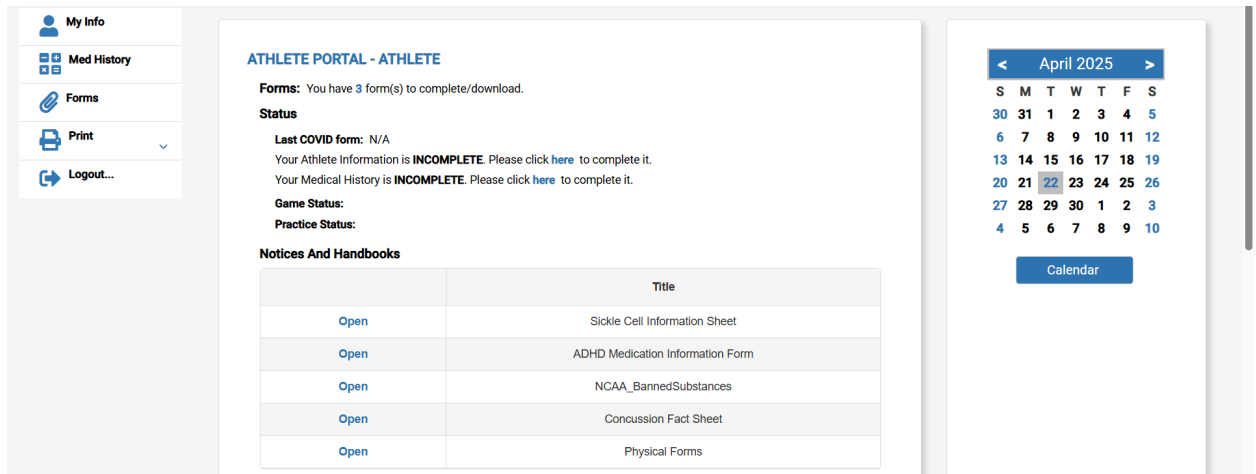 My Info
Med History
Forms
Print
Logout...
ATHLETE PORTAL - ATHLETE
Forms: You have 3 form(s) to complete/download.
Status
Last COVID form: N/A
Your Athlete Information is INCOMPLETE. Please click here to complete it.
Your Medical History is INCOMPLETE. Please click here to complete it.
Game Status:
Practice Status:
Notices And Handbooks
Title
Open Sickle Cell Information Sheet
Open ADHD Medication Information Form
Open NCAA_BannedSubstances
Open Concussion Fact Sheet
Open Physical Forms
< April 2025 >
S M T W T F S
30 31 1 2 3 4 5
6 7 8 9 10 11 12
13 14 15 16 17 18 19
20 21 22 23 24 25 26
27 28 29 30 1 2 3
4 5 6 7 8 9 10
Calendar